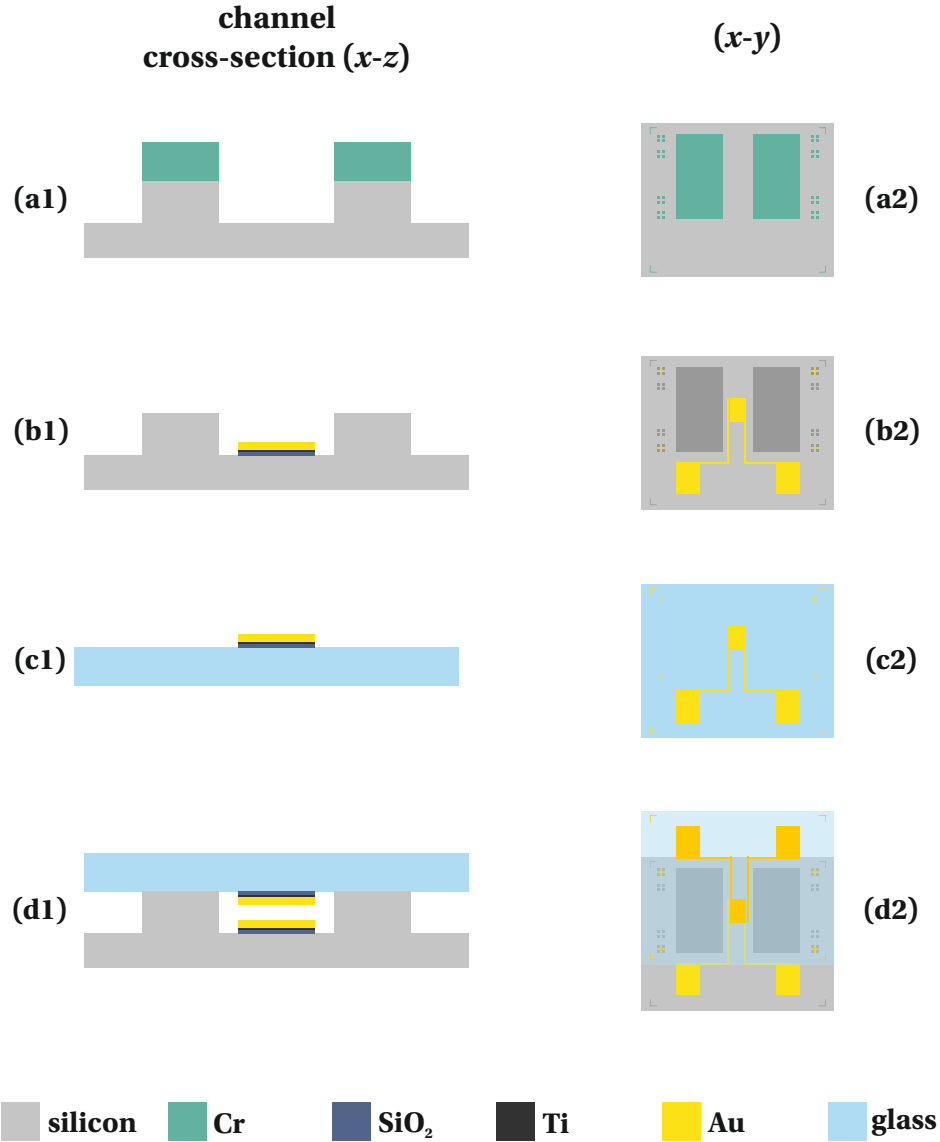 channel
cross-section (x-z)
(x-y)
(a1)
(a2)
(b1)
(b2)
(c1)
(c2)
(d1)
(d2)
silicon
Cr
SiO₂
Ti
Au
glass